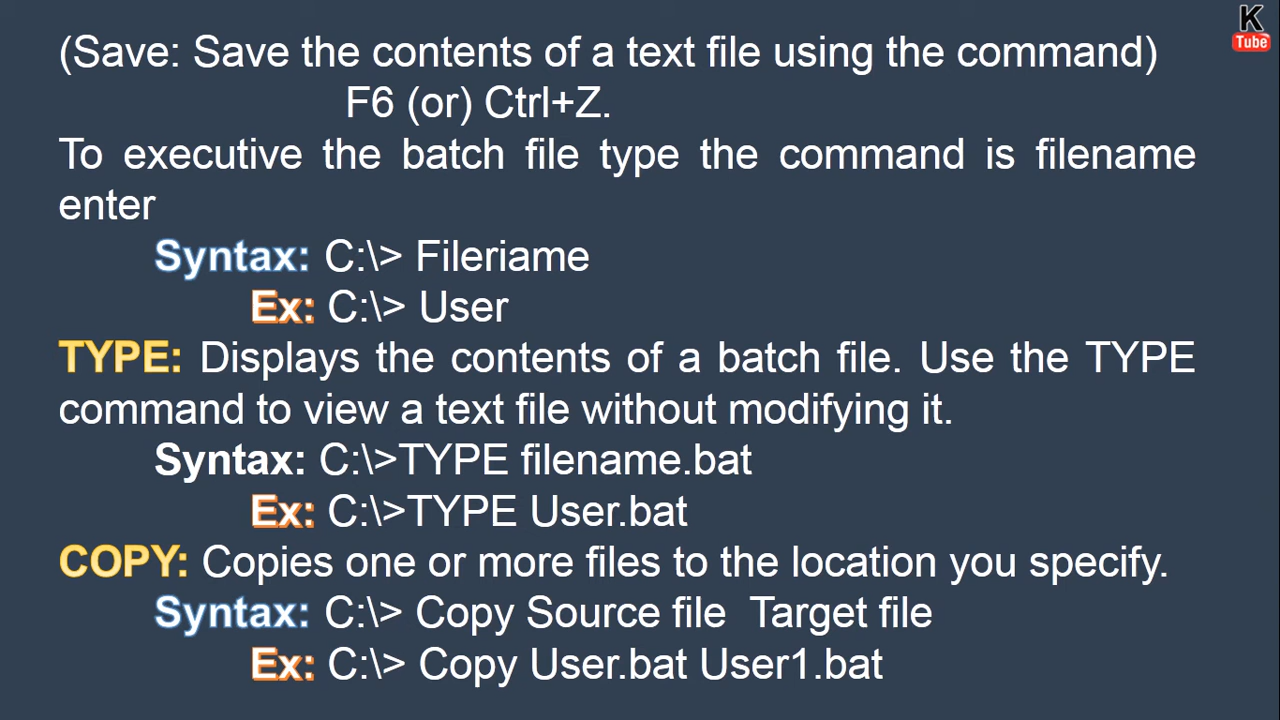 K
Tube
(Save: Save the contents of a text file using the command)
F6 (or) Ctrl+Z.
To executive the batch file type the command is filename
enter
Syntax: C:\> Fileriame
Ex: C:\> User
TYPE: Displays the contents of a batch file. Use the TYPE
command to view a text file without modifying it.
Syntax: C:\>TYPE filename.bat
Ex: C:\>TYPE User.bat
COPY: Copies one or more files to the location you specify.
Syntax: C:\> Copy Source file  Target file
Ex: C:\> Copy User.bat User1.bat